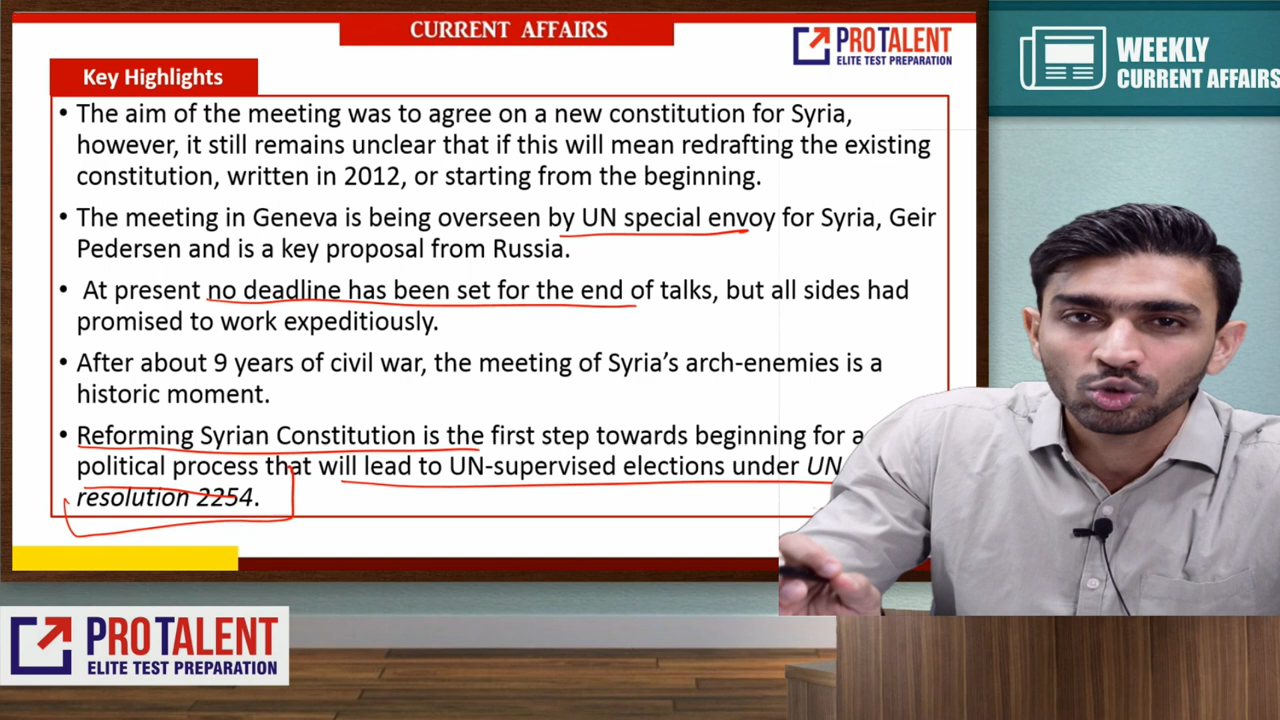 CURRENT AFFAIRS
PROTALENT
ELITE TEST PREPARATION
WEEKLY
CURRENT AFFAIRS
Key Highlights
• The aim of the meeting was to agree on a new constitution for Syria,
however, it still remains unclear that if this will mean redrafting the existing
constitution, written in 2012, or starting from the beginning.
• The meeting in Geneva is being overseen by UN special envoy for Syria, Geir
Pedersen and is a key proposal from Russia.
• At present no deadline has been set for the end of talks, but all sides had
promised to work expeditiously.
• After about 9 years of civil war, the meeting of Syria's arch-enemies is a
historic moment.
• Reforming Syrian Constitution is the first step towards beginning for a
political process that will lead to UN-supervised elections under UN
resolution 2254.
PROTALENT
ELITE TEST PREPARATION